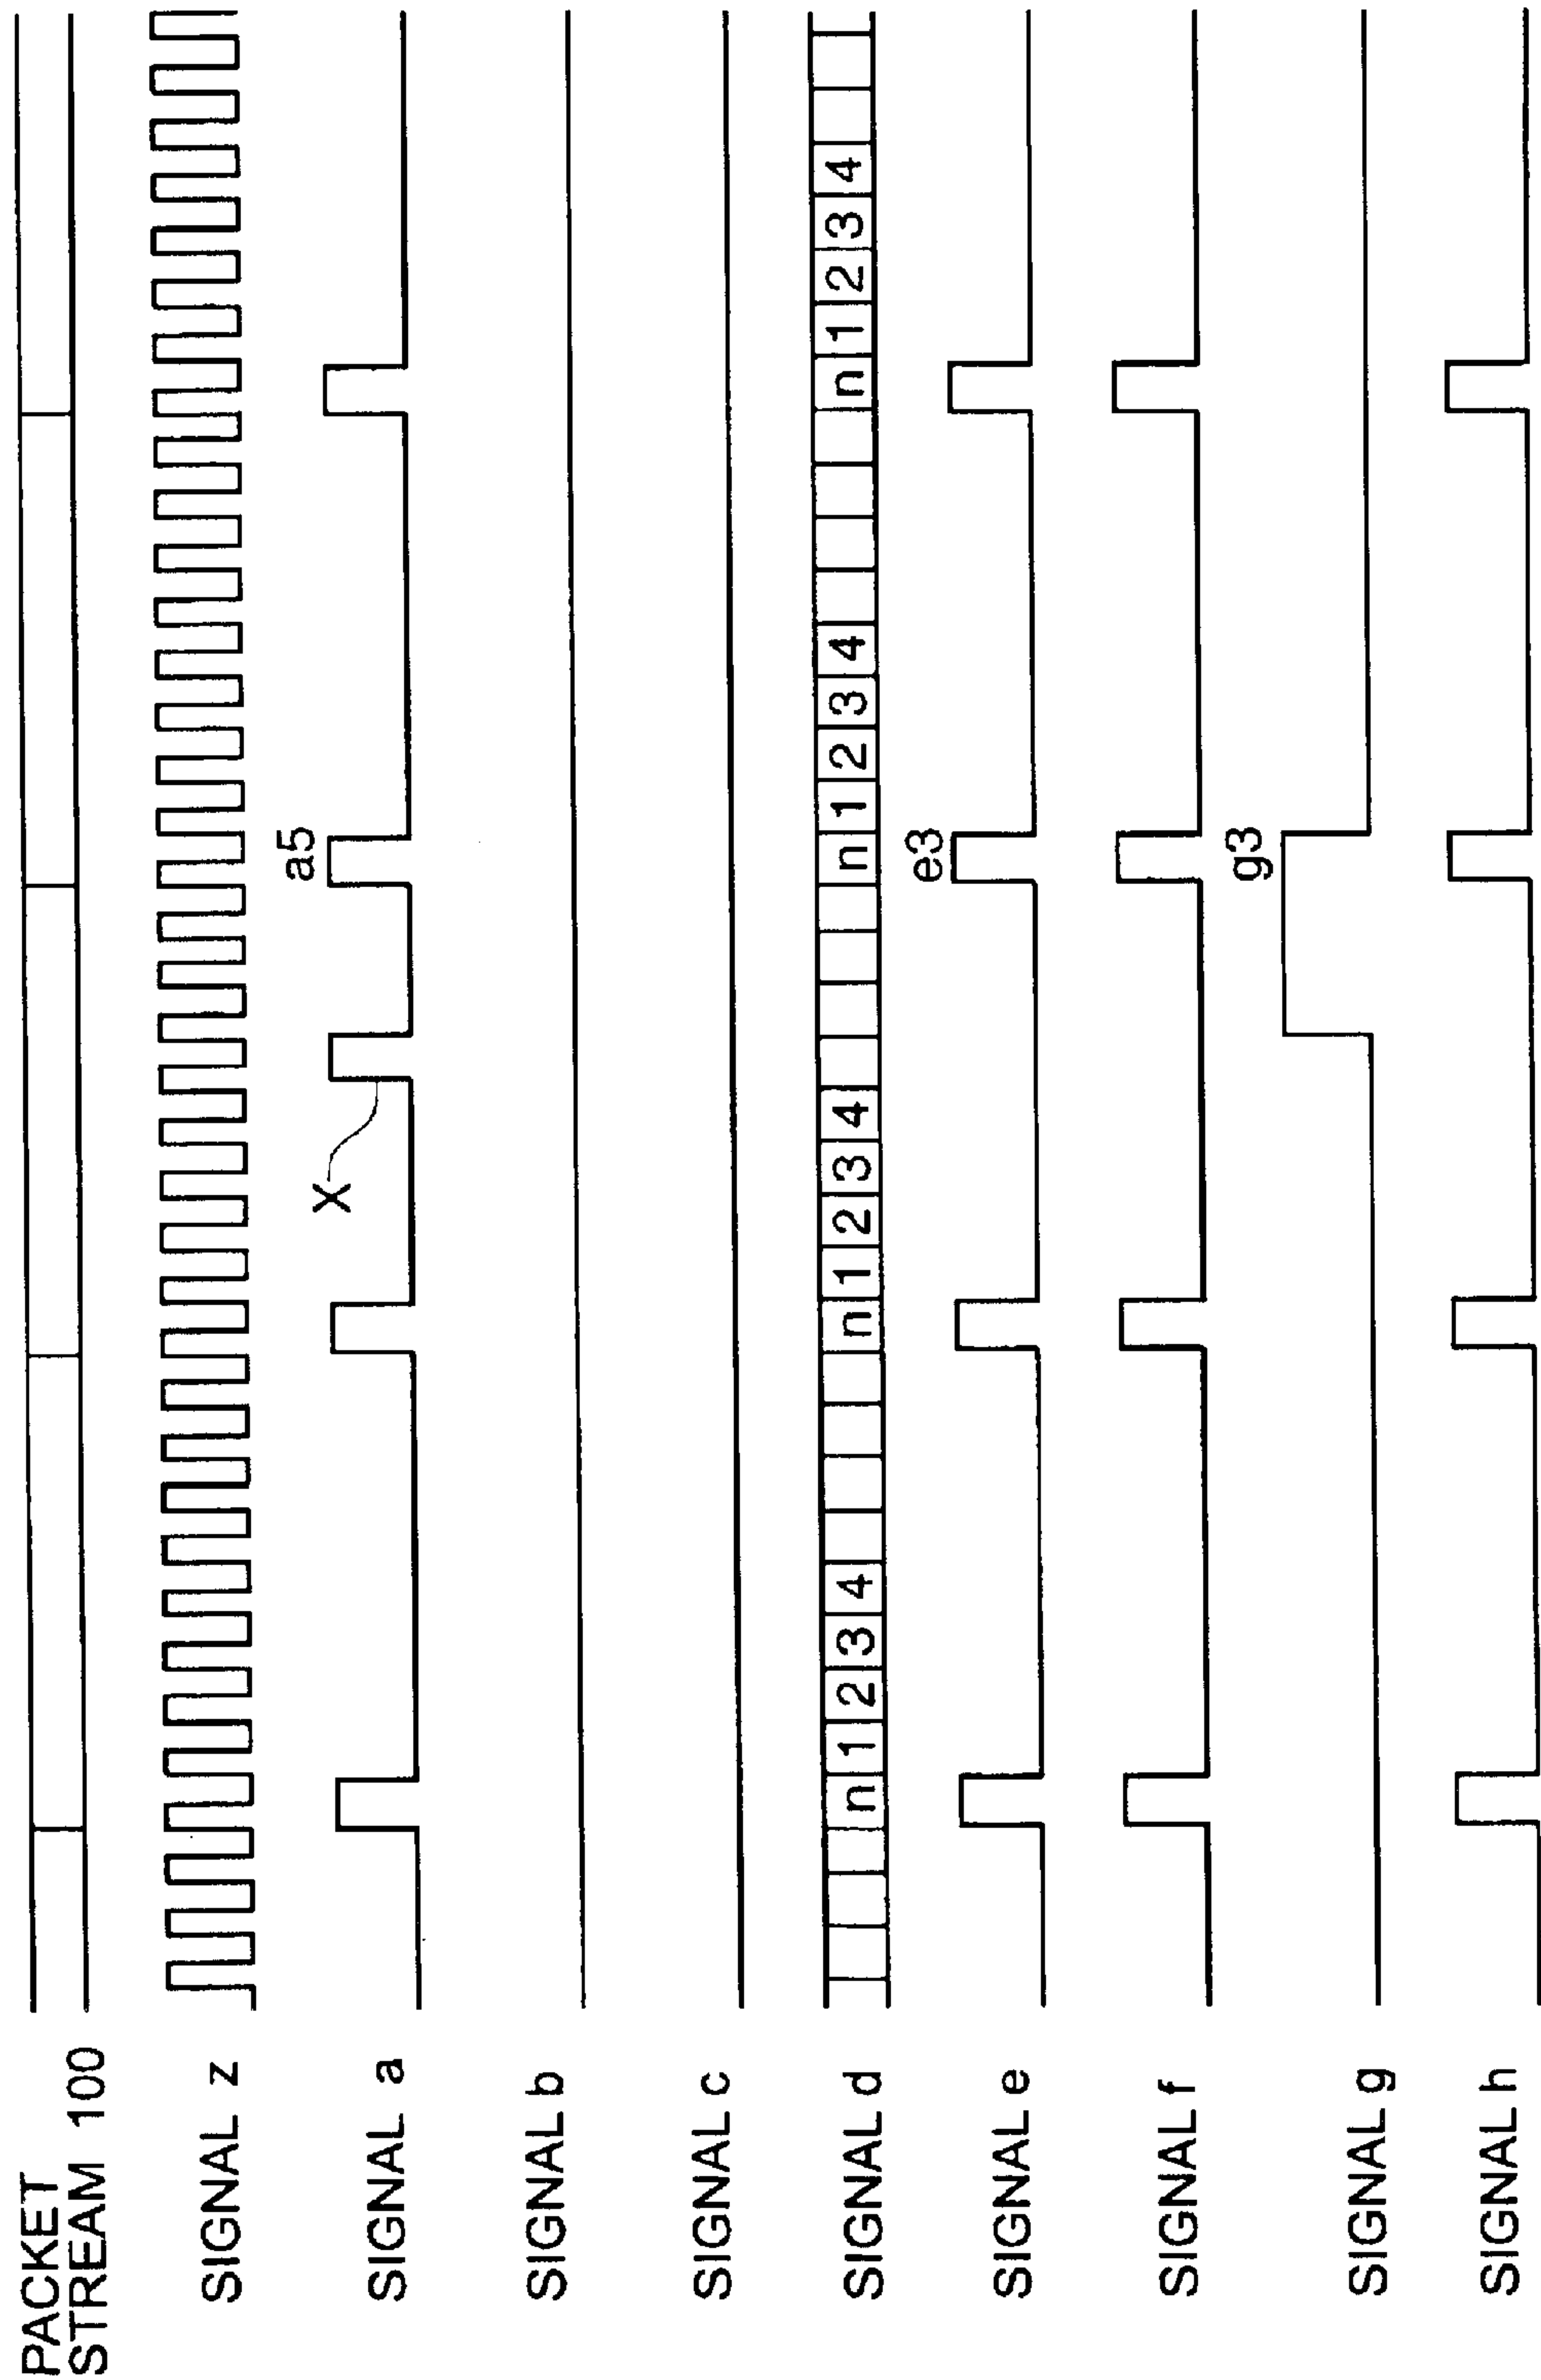 PACKET
STREAM 100
SIGNAL z
SIGNAL a
X
a5
SIGNAL b
SIGNAL c
SIGNAL d
n 1 2 3 4 n 1 2 3 4 n 1 2 3 4 n 1 2 3 4
SIGNAL e
e3
SIGNAL f
SIGNAL g
g3
SIGNAL h